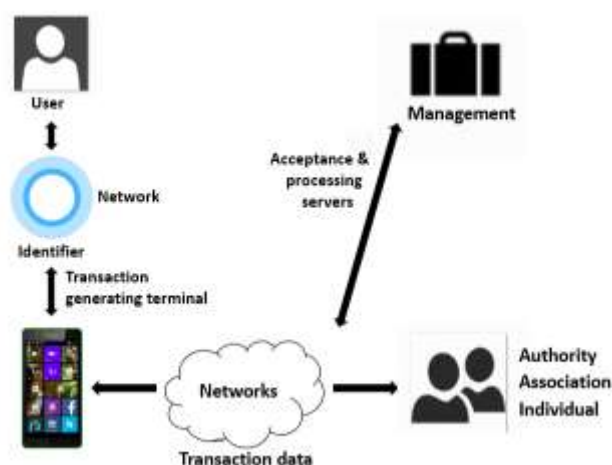 User
Management
Acceptance &
processing
servers
Network
Identifier
Transaction
generating terminal
Networks
Transaction data
Authority
Association
Individual